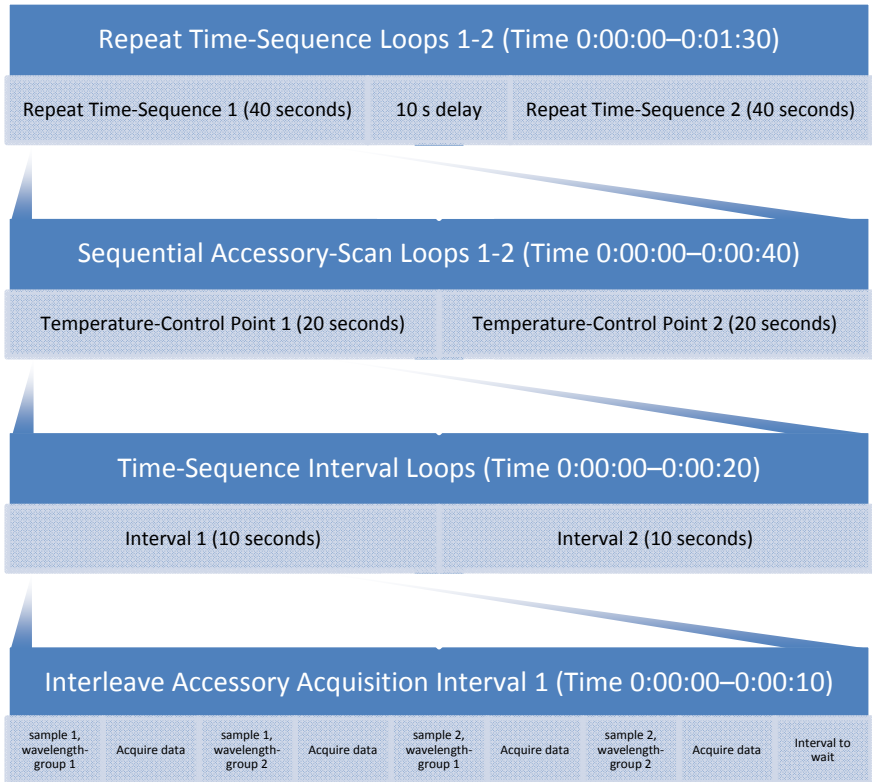 Repeat Time-Sequence Loops 1-2 (Time 0:00:00–0:01:30)
Repeat Time-Sequence 1 (40 seconds)
10 s delay
Repeat Time-Sequence 2 (40 seconds)
Sequential Accessory-Scan Loops 1-2 (Time 0:00:00–0:00:40)
Temperature-Control Point 1 (20 seconds)
Temperature-Control Point 2 (20 seconds)
Time-Sequence Interval Loops (Time 0:00:00–0:00:20)
Interval 1 (10 seconds)
Interval 2 (10 seconds)
Interleave Accessory Acquisition Interval 1 (Time 0:00:00–0:00:10)
sample 1,
wavelength-
group 1
Acquire data
sample 1,
wavelength-
group 2
Acquire data
sample 2,
wavelength-
group 1
Acquire data
sample 2,
wavelength-
group 2
Acquire data
Interval to
wait